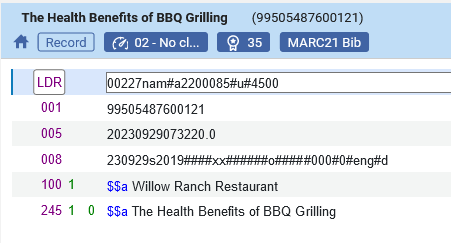 The Health Benefits of BBQ Grilling (99505487600121)
Record 02 - No cl... 35 MARC21 Bib
LDR 00227nam#a2200085#u#4500
001 99505487600121
005 20230929073220.0
008 230929s2019####xx######o#####000#0#eng#d
100 1 $$a Willow Ranch Restaurant
245 1 0 $$a The Health Benefits of BBQ Grilling